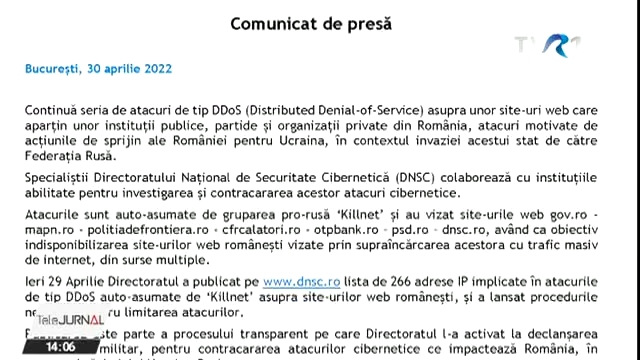 Comunicat de presă
TVR 1
București, 30 aprilie 2022
Continuă seria de atacuri de tip DDoS (Distributed Denial-of-Service) asupra unor site-uri web care
aparțin unor instituții publice, partide și organizații private din România, atacuri motivate de
acțiunile de sprijin ale României pentru Ucraina, în contextul invaziei acestui stat de către
Federația Rusă.
Specialiștii Directoratului Național de Securitate Cibernetică (DNSC) colaborează cu instituțiile
abilitate pentru investigarea și contracararea acestor atacuri cibernetice.
Atacurile sunt auto-asumate de gruparea pro-rusă ‘Killnet’ și au vizat site-urile web gov.ro -
mapn.ro - politiadefrontiera.ro - cfrcalatori.ro - otpbank.ro - psd.ro - dnsc.ro, având ca obiectiv
indisponibilizarea site-urilor web românești vizate prin supraîncărcarea acestora cu trafic masiv
de internet, din surse multiple.
Ieri 29 Aprilie Directoratul a publicat pe www.dnsc.ro lista de 266 adrese IP implicate în atacurile
de tip DDoS auto-asumate de ‘Killnet’ asupra site-urilor web românești, și a lansat procedurile
limitarea atacurilor.
este parte a procesului transparent pe care Directoratul l-a activat la declanșarea
militar, pentru contracararea atacurilor cibernetice ce impactează România, în
TeleJURNAL
14:06